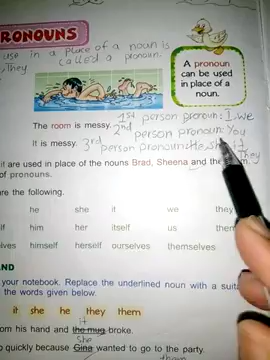 PRONOUNS
use in a place of a noun is
called a pronoun.
They
A pronoun
can be used
in place of a
noun.
1st person pronoun: I, we
The room is messy. 2nd person pronoun: You
It is messy. 3rd person pronoun: He, she, it
They
it are used in place of the nouns Brad, Sheena and the
of pronouns.
are the following.
he she it we they
him her it us
himself herself itself ourselves themselves
AND
your notebook. Replace the underlined noun with a
the words given below.
it she he they them
it
from his hand and the mug broke.
She
quickly because Gina wanted to go to the party.
them